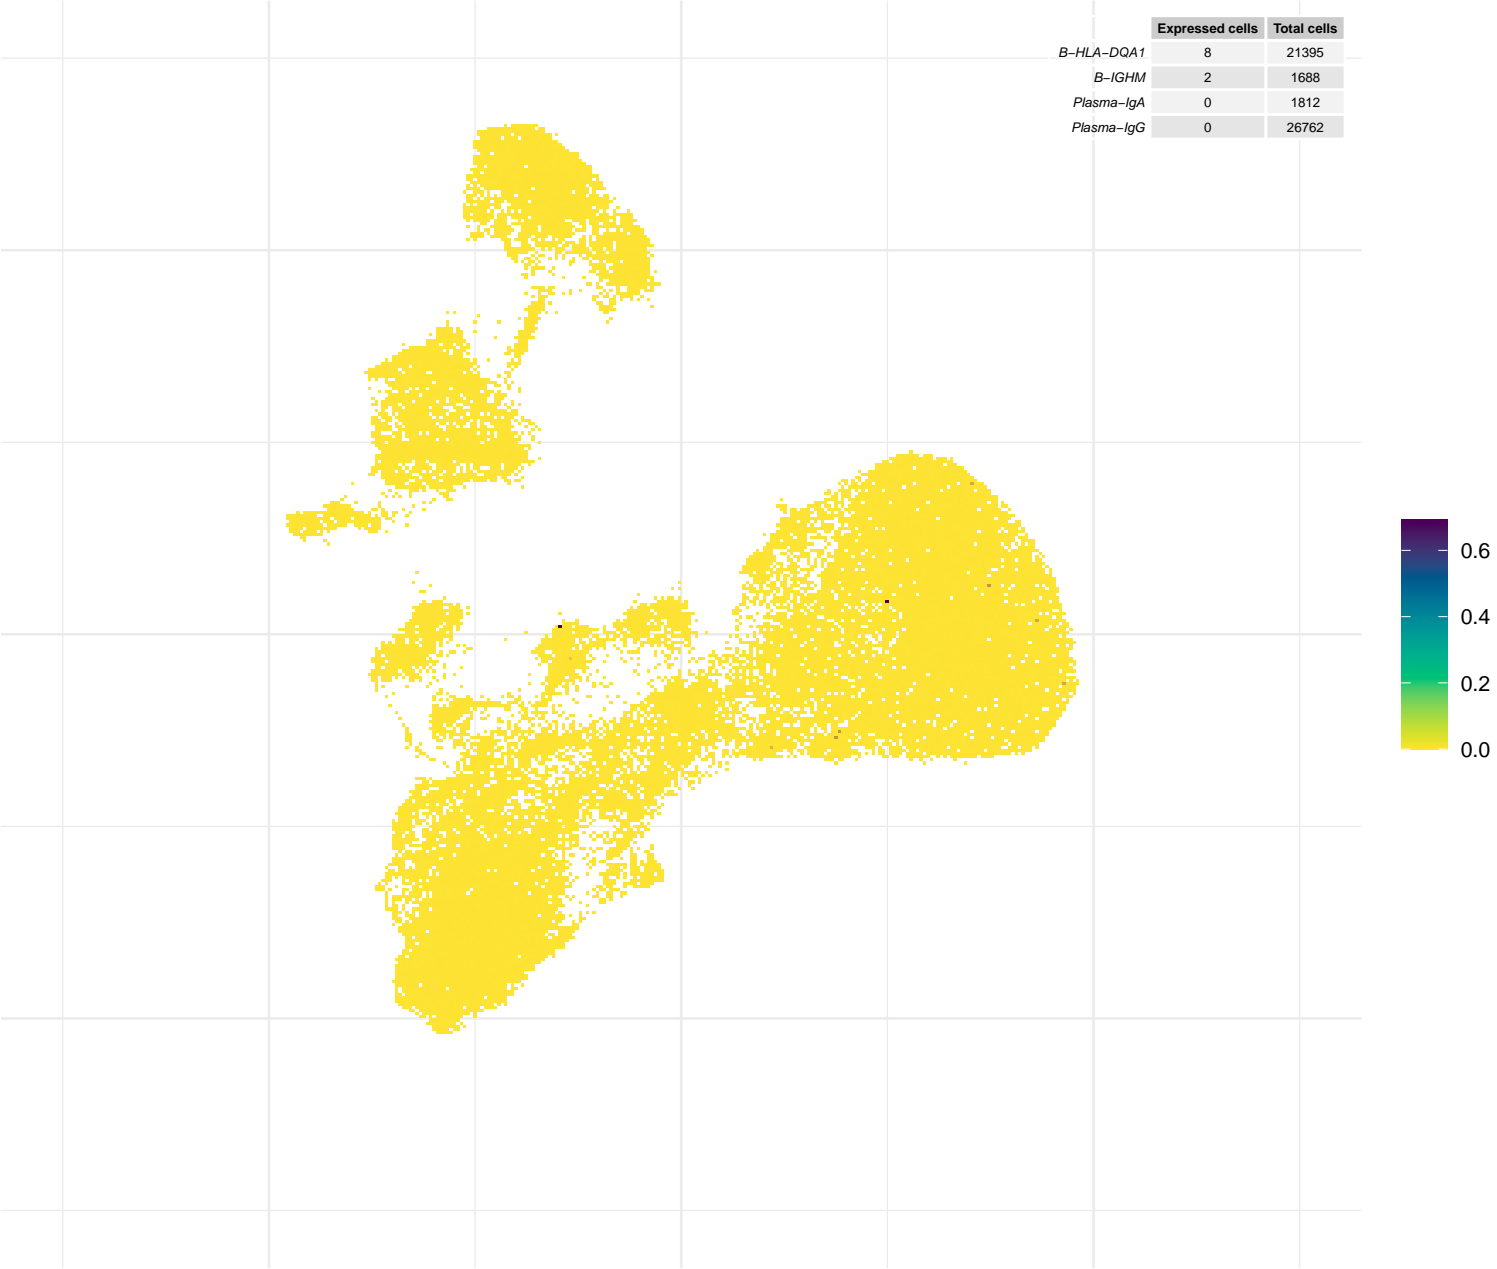 Expressed cells Total cells
B−HLA−DQA1 8 21395
B−IGHM 2 1688
Plasma−IgA 0 1812
Plasma−IgG 0 26762
0.6
0.4
0.2
0.0